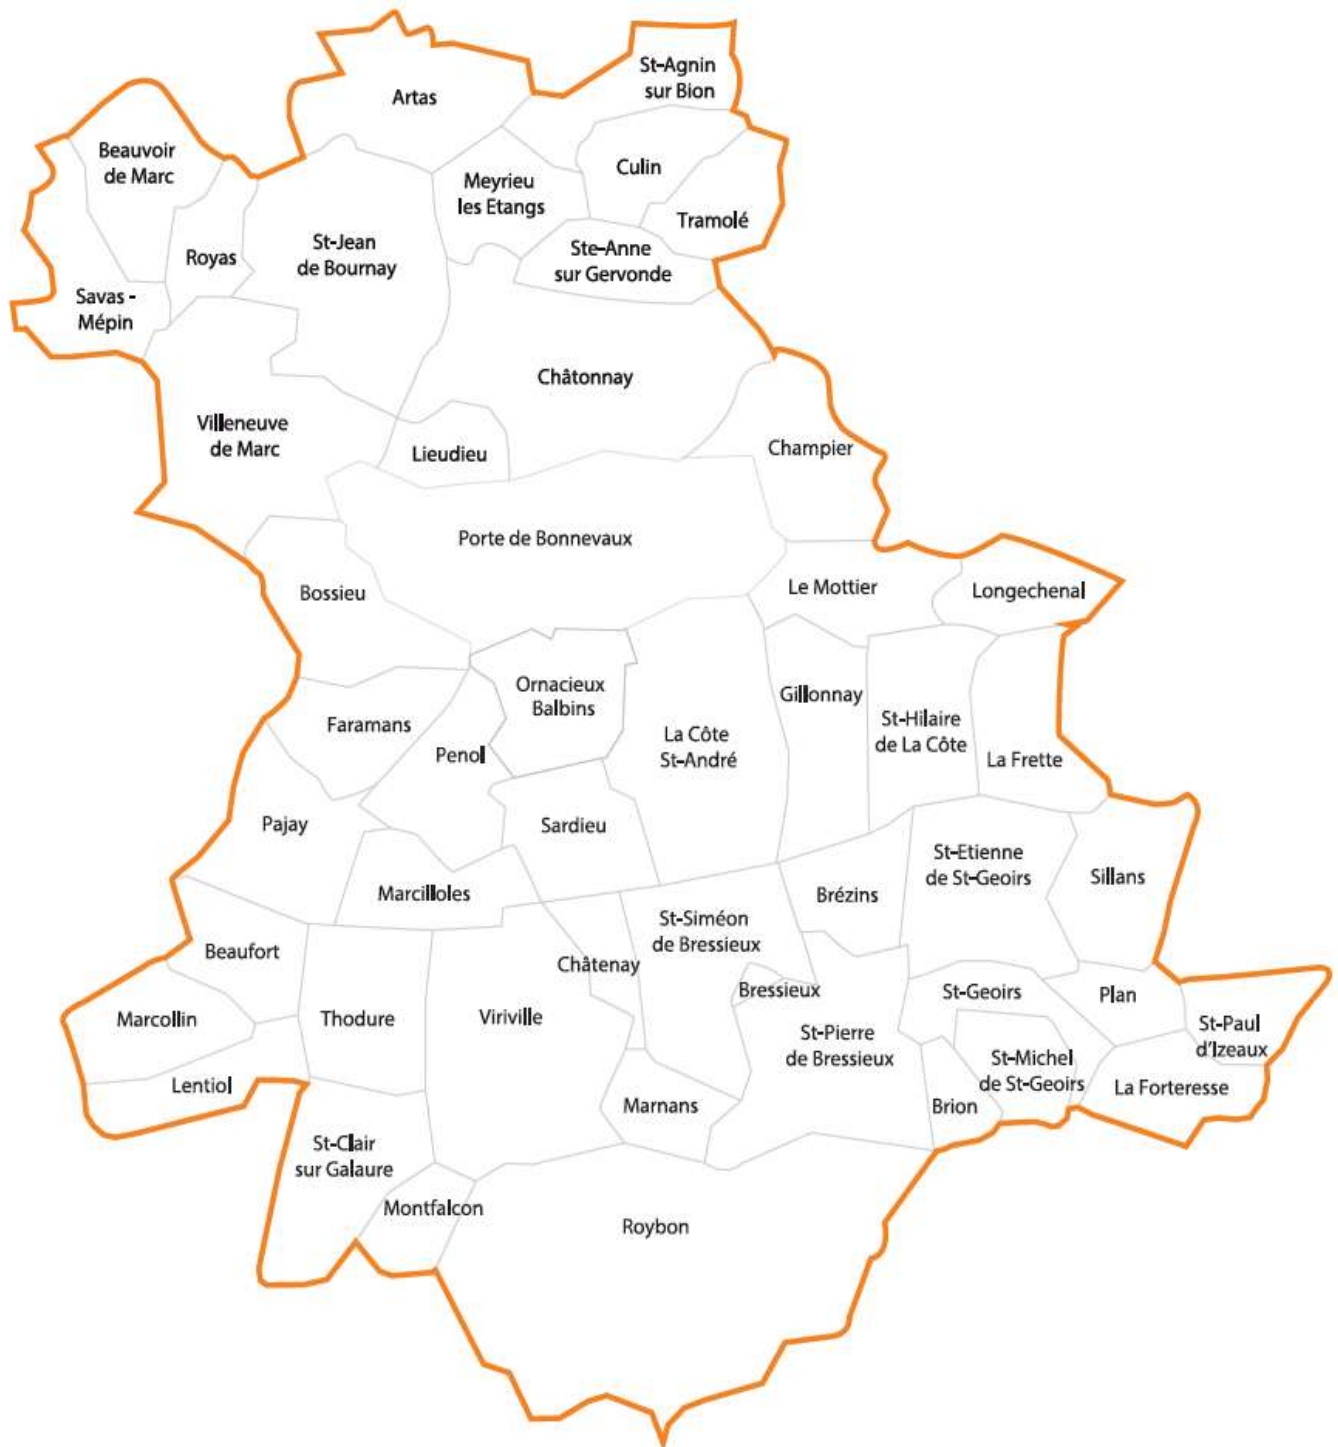 St-Agnin
sur Bion
Artas
Beauvoir
de Marc
Culin
Meyrieu
les Etangs
Tramolé
St-Jean
de Bournay
Royas
Ste-Anne
sur Gervonde
Savas -
Mépin
Châtonnay
Villeneuve
de Marc
Champier
Lieudieu
Porte de Bonnevaux
Le Mottier
Longechenal
Bossieu
Ornacieux
Balbins
Gillonnay
Faramans
St-Hilaire
de La Côte
La Côte
St-André
Penol
La Frette
Pajay
Sardieu
St-Etienne
de St-Geoirs
Sillans
Marcilloles
Brézins
St-Siméon
de Bressieux
Beaufort
Châtenay
Bressieux
St-Geoirs
Plan
Marcollin
Thodure
Viriville
St-Pierre
de Bressieux
St-Paul
d'Izeaux
St-Michel
de St-Geoirs
Lentiol
La Forteresse
Marnans
Brion
St-Clair
sur Galaure
Montfalcon
Roybon